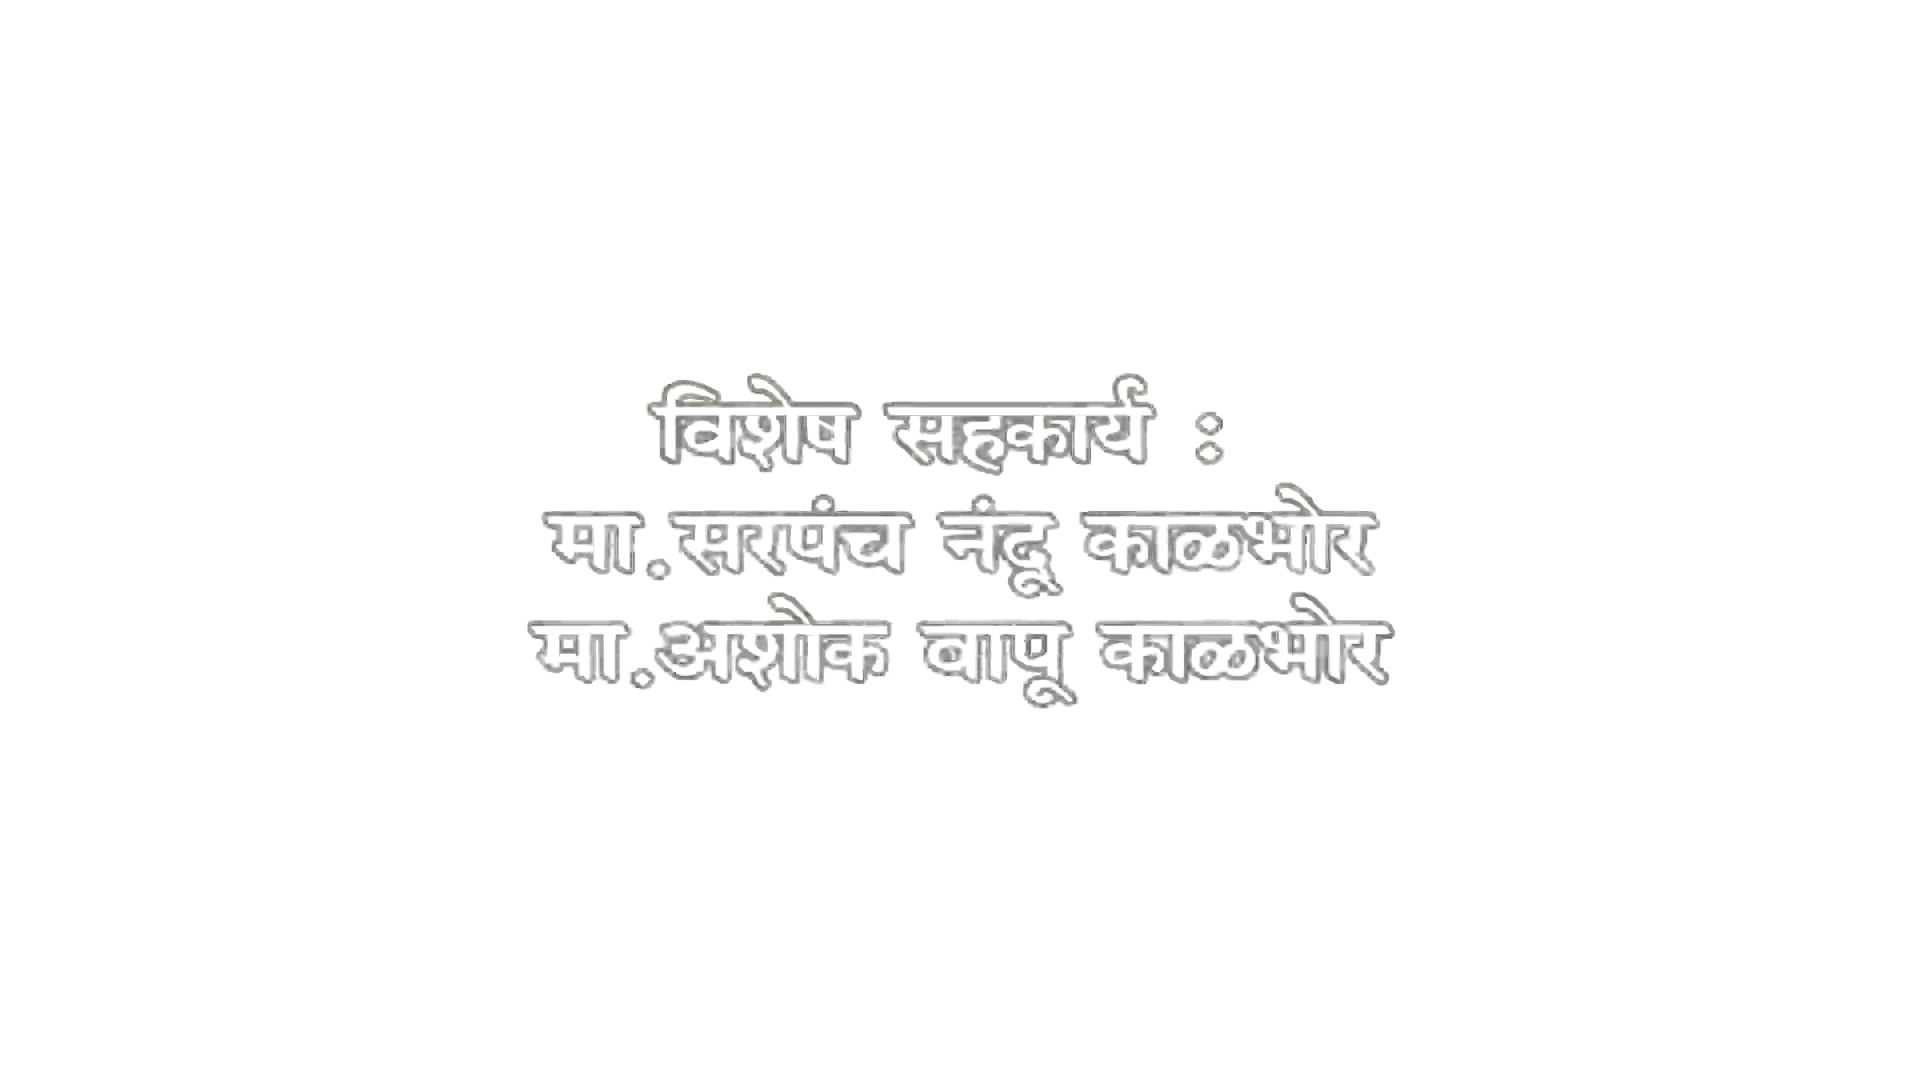 विशेष सहकार्य :
मा.सरपंच नंदू काळभोर
मा.अशोक बापू काळभोर